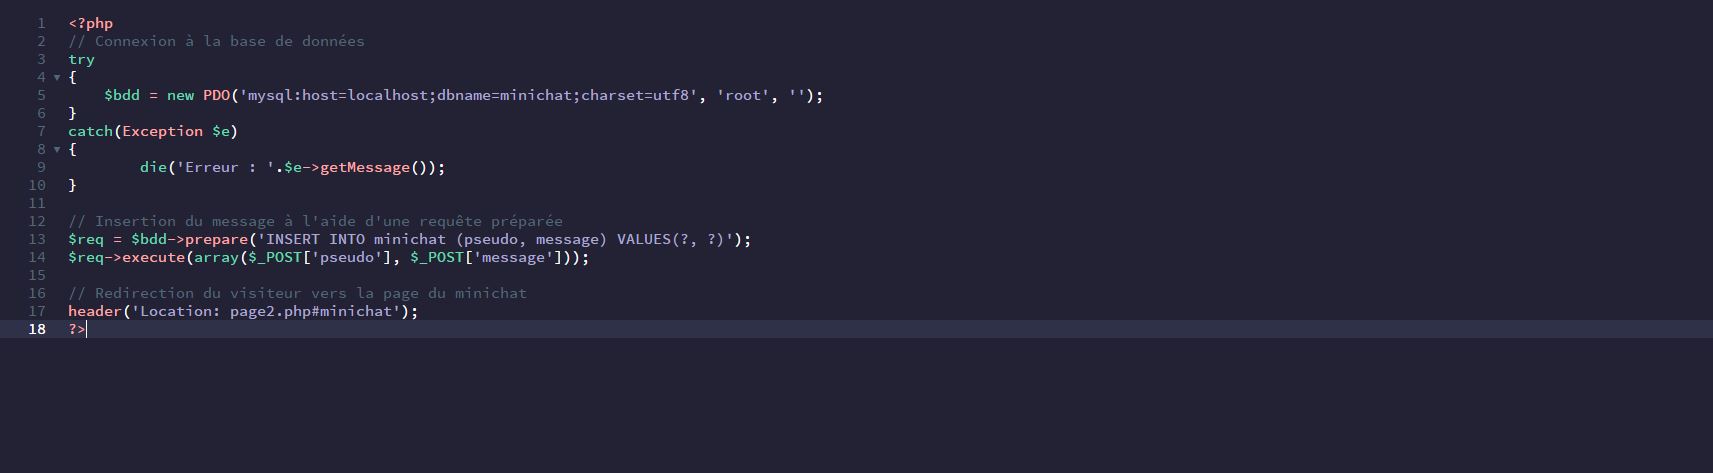 1 <?php
2 // Connexion à la base de données
3 try
4 {
5 $bdd = new PDO('mysql:host=localhost;dbname=minichat;charset=utf8', 'root', '');
6 }
7 catch(Exception $e)
8 {
9 die('Erreur : '.$e->getMessage());
10 }
11
12 // Insertion du message à l'aide d'une requête préparée
13 $req = $bdd->prepare('INSERT INTO minichat (pseudo, message) VALUES(?, ?)');
14 $req->execute(array($_POST['pseudo'], $_POST['message']));
15
16 // Redirection du visiteur vers la page du minichat
17 header('Location: page2.php#minichat');
18 ?>